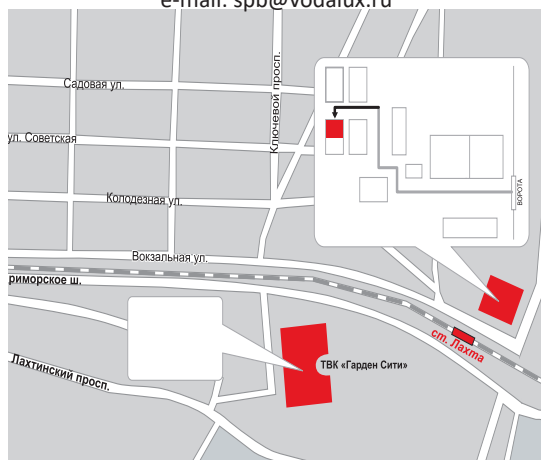 e-mail: spb@vodalux.ru
Садовая ул.
Ключевой просп.
ул. Советская
ВОРОТА
Колодезная ул.
Вокзальная ул.
риморское ш.
ст. Лахта
ТВК «Гарден Сити»
Лахтинский просп.